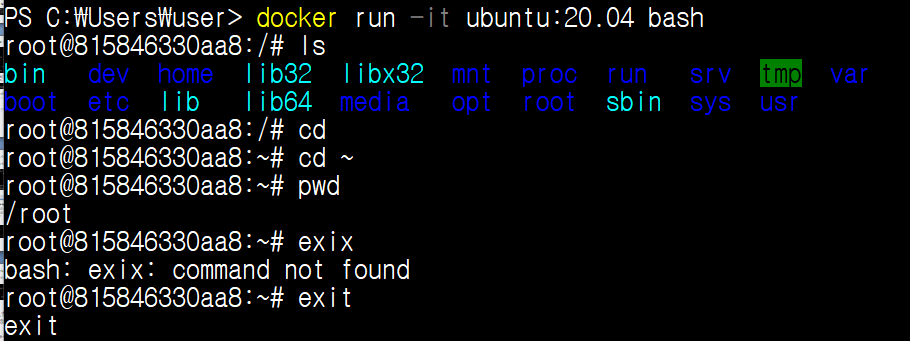 PS C:₩Users₩user> docker run -it ubuntu:20.04 bash
root@815846330aa8:/# ls
bin dev home lib32 libx32 mnt proc run srv tmp var
boot etc lib lib64 media opt root sbin sys usr
root@815846330aa8:/# cd
root@815846330aa8:~# cd ~
root@815846330aa8:~# pwd
/root
root@815846330aa8:~# exix
bash: exix: command not found
root@815846330aa8:~# exit
exit